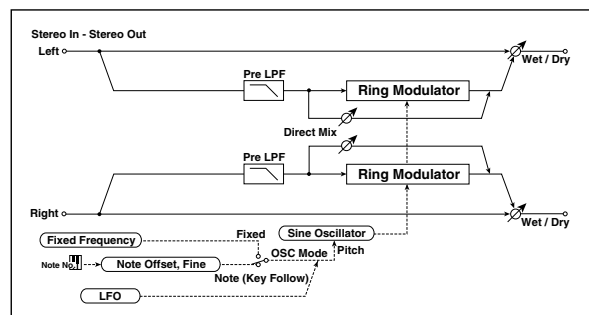 Stereo In - Stereo Out
Left
Wet / Dry
Pre LPF
Ring Modulator
Direct Mix
Pre LPF
Ring Modulator
Right
Wet / Dry
Fixed Frequency
Fixed
Sine Oscillator
OSC Mode
Pitch
Note No.
Note Offset, Fine
Note (Key Follow)
LFO